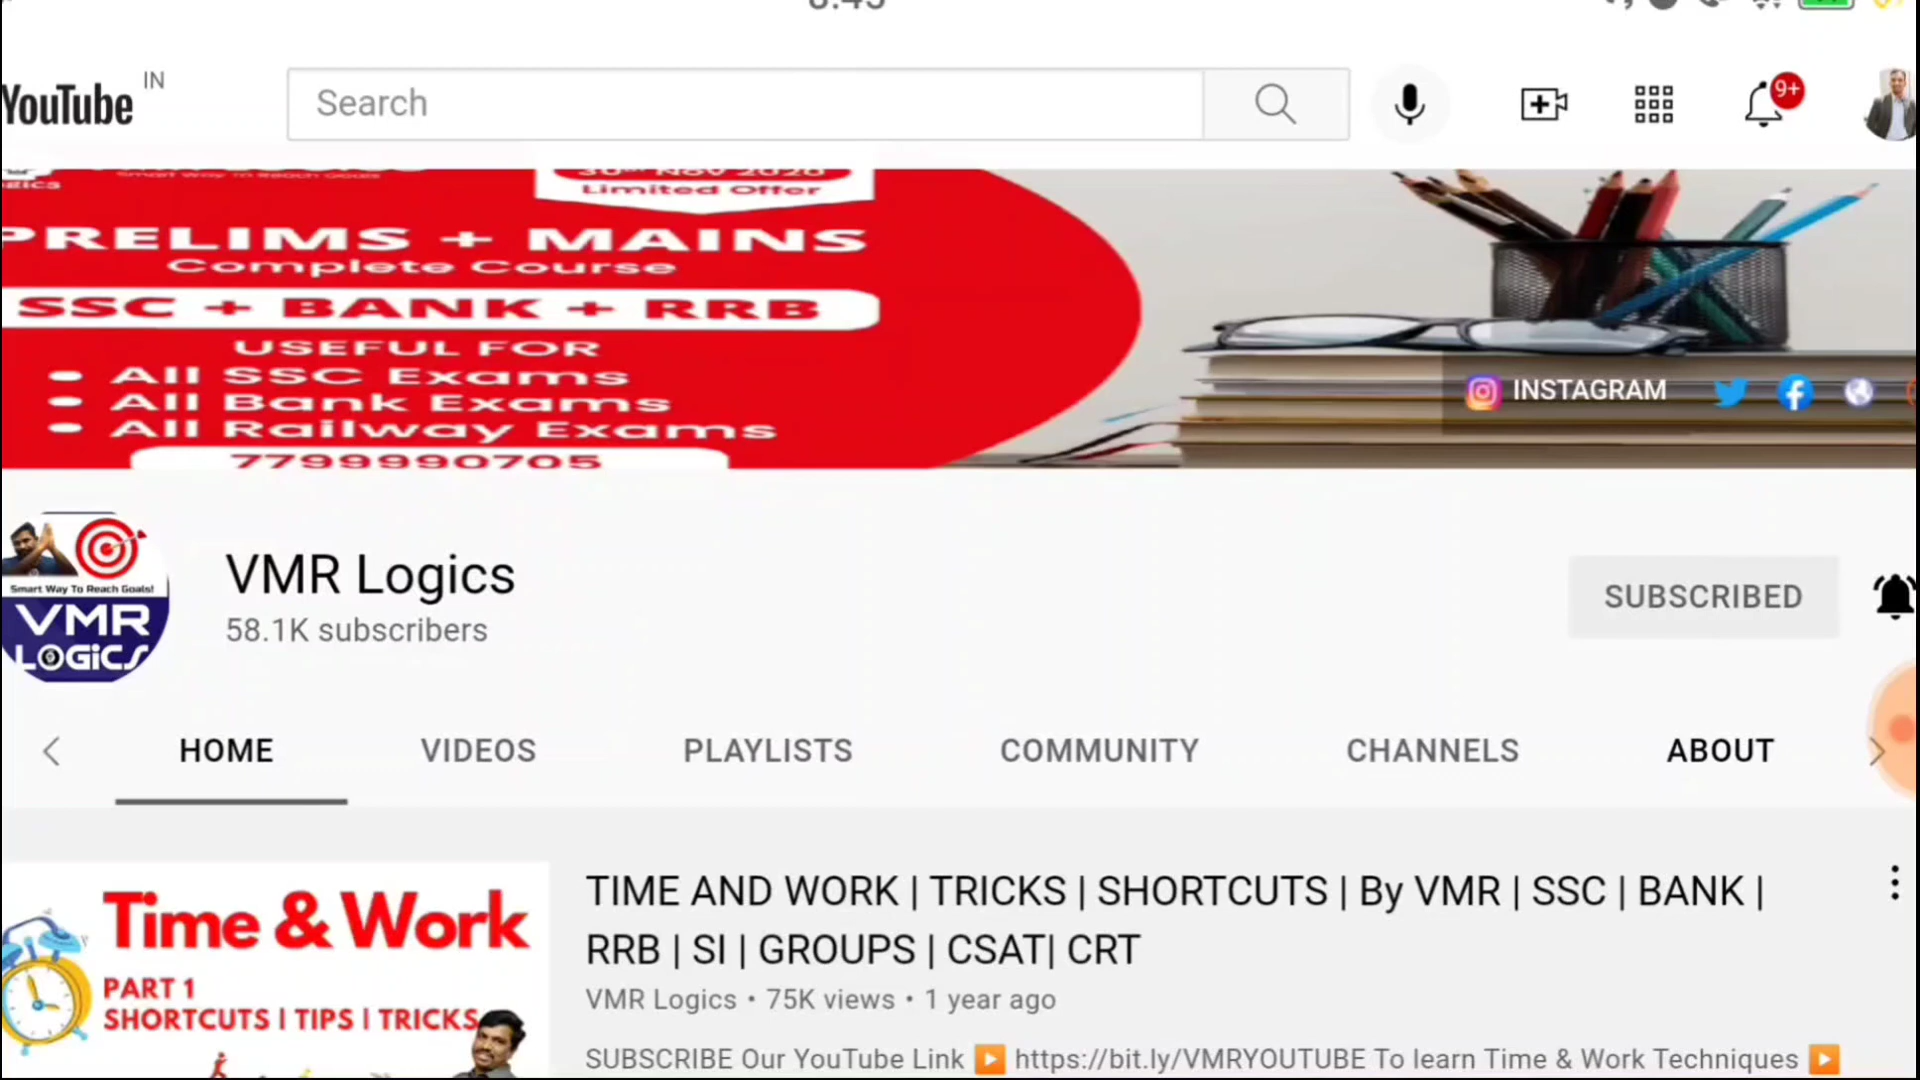 YouTube IN
Search
9+
Limited Offer
PRELIMS + MAINS
Complete Course
SSC + BANK + RRB
USEFUL FOR
All SSC Exams
All Bank Exams
All Railway Exams
7799990705
INSTAGRAM
Smart Way To Reach Goals!
VMR
LOGICS
VMR Logics
58.1K subscribers
SUBSCRIBED
HOME VIDEOS PLAYLISTS COMMUNITY CHANNELS ABOUT
Time & Work
PART 1
SHORTCUTS | TIPS | TRICKS
TIME AND WORK | TRICKS | SHORTCUTS | By VMR | SSC | BANK |
RRB | SI | GROUPS | CSAT| CRT
VMR Logics • 75K views • 1 year ago
SUBSCRIBE Our YouTube Link ▶️ https://bit.ly/VMRYOUTUBE To learn Time & Work Techniques ▶️